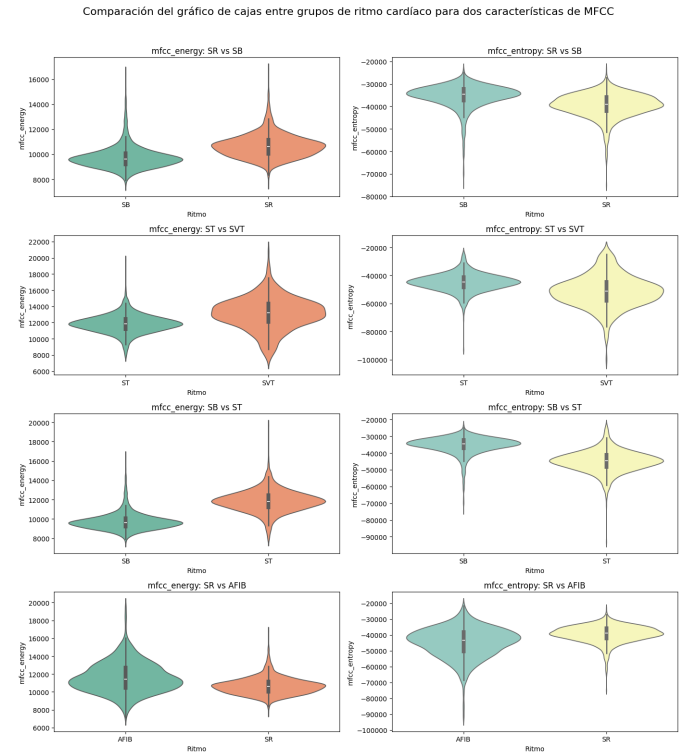 Comparación del gráfico de cajas entre grupos de ritmo cardíaco para dos características de MFCC
mfcc_energy: SR vs SB
mfcc_energy
16000
14000
12000
10000
8000
SB
SR
Ritmo
mfcc_entropy: SR vs SB
mfcc_entropy
−20000
−30000
−40000
−50000
−60000
−70000
−80000
SB
SR
Ritmo
mfcc_energy: ST vs SVT
mfcc_energy
22000
20000
18000
16000
14000
12000
10000
8000
6000
ST
SVT
Ritmo
mfcc_entropy: ST vs SVT
mfcc_entropy
−20000
−40000
−60000
−80000
−100000
ST
SVT
Ritmo
mfcc_energy: SB vs ST
mfcc_energy
20000
18000
16000
14000
12000
10000
8000
SB
ST
Ritmo
mfcc_entropy: SB vs ST
mfcc_entropy
−20000
−30000
−40000
−50000
−60000
−70000
−80000
−90000
SB
ST
Ritmo
mfcc_energy: SR vs AFIB
mfcc_energy
20000
18000
16000
14000
12000
10000
8000
6000
AFIB
SR
Ritmo
mfcc_entropy: SR vs AFIB
mfcc_entropy
−20000
−30000
−40000
−50000
−60000
−70000
−80000
−90000
−100000
AFIB
SR
Ritmo